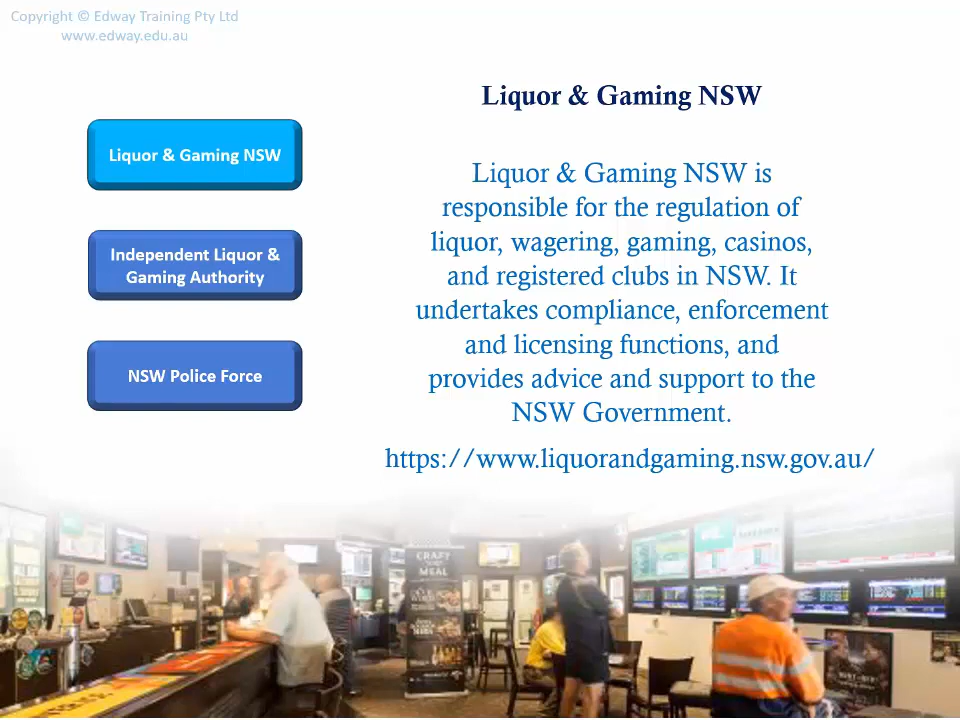 Copyright © Edway Training Pty Ltd
www.edway.edu.au
Liquor & Gaming NSW
Liquor & Gaming NSW
Independent Liquor &
Gaming Authority
NSW Police Force
Liquor & Gaming NSW is
responsible for the regulation of
liquor, wagering, gaming, casinos,
and registered clubs in NSW. It
undertakes compliance, enforcement
and licensing functions, and
provides advice and support to the
NSW Government.
https://www.liquorandgaming.nsw.gov.au/
CRAFT
MEAL